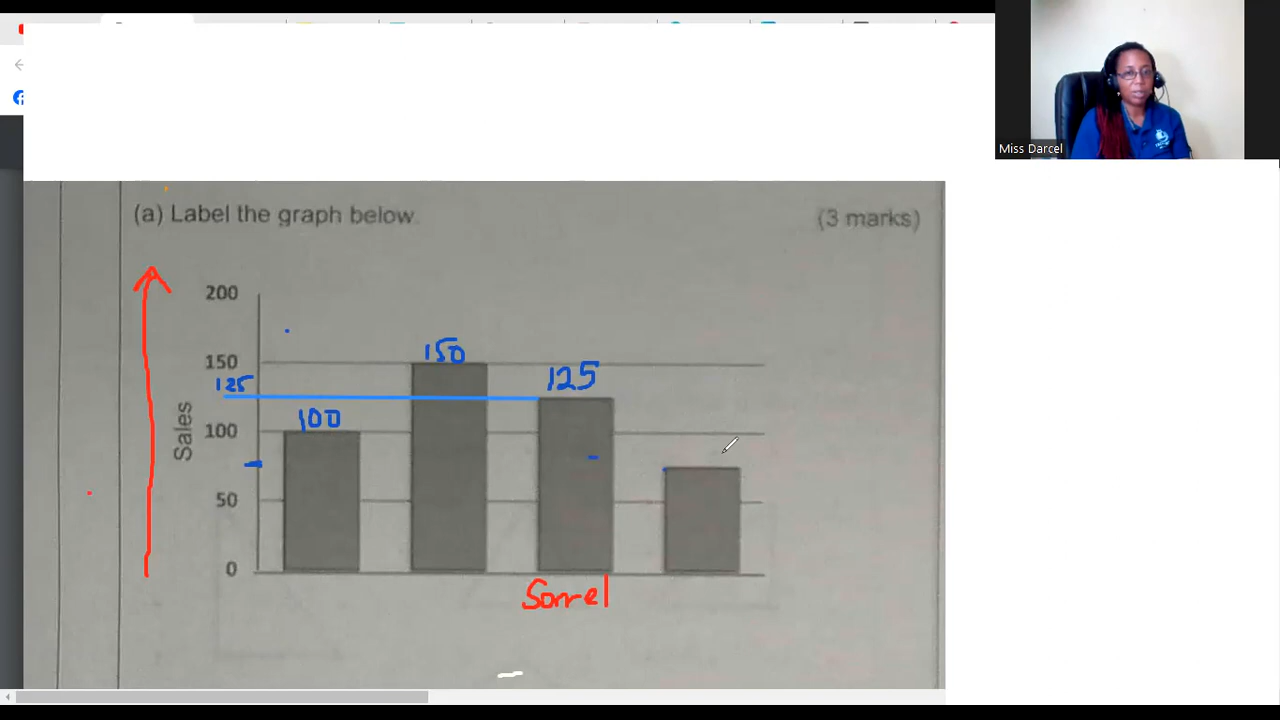 Miss Darcel
(a) Label the graph below.
(3 marks)
200
150
150
125
125
100
100
Sales
50
0
Sorrel